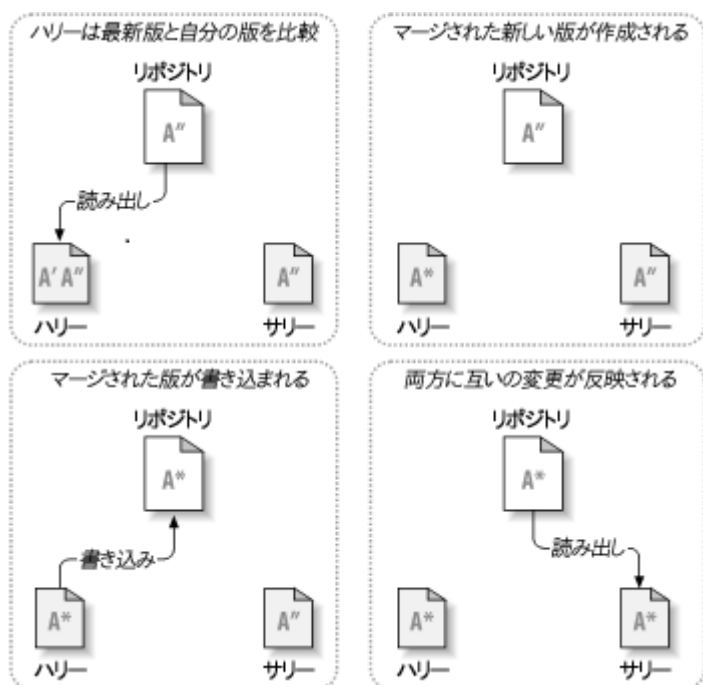 ハリーは最新版と自分の版を比較
リポジトリ
A"
読み出し
A' A"
A"
ハリー
サリー
マージされた新しい版が作成される
リポジトリ
A"
A*
A"
ハリー
サリー
マージされた版が書き込まれる
リポジトリ
A*
書き込み
A*
A"
ハリー
サリー
両方に互いの変更が反映される
リポジトリ
A*
読み出し
A*
A*
ハリー
サリー